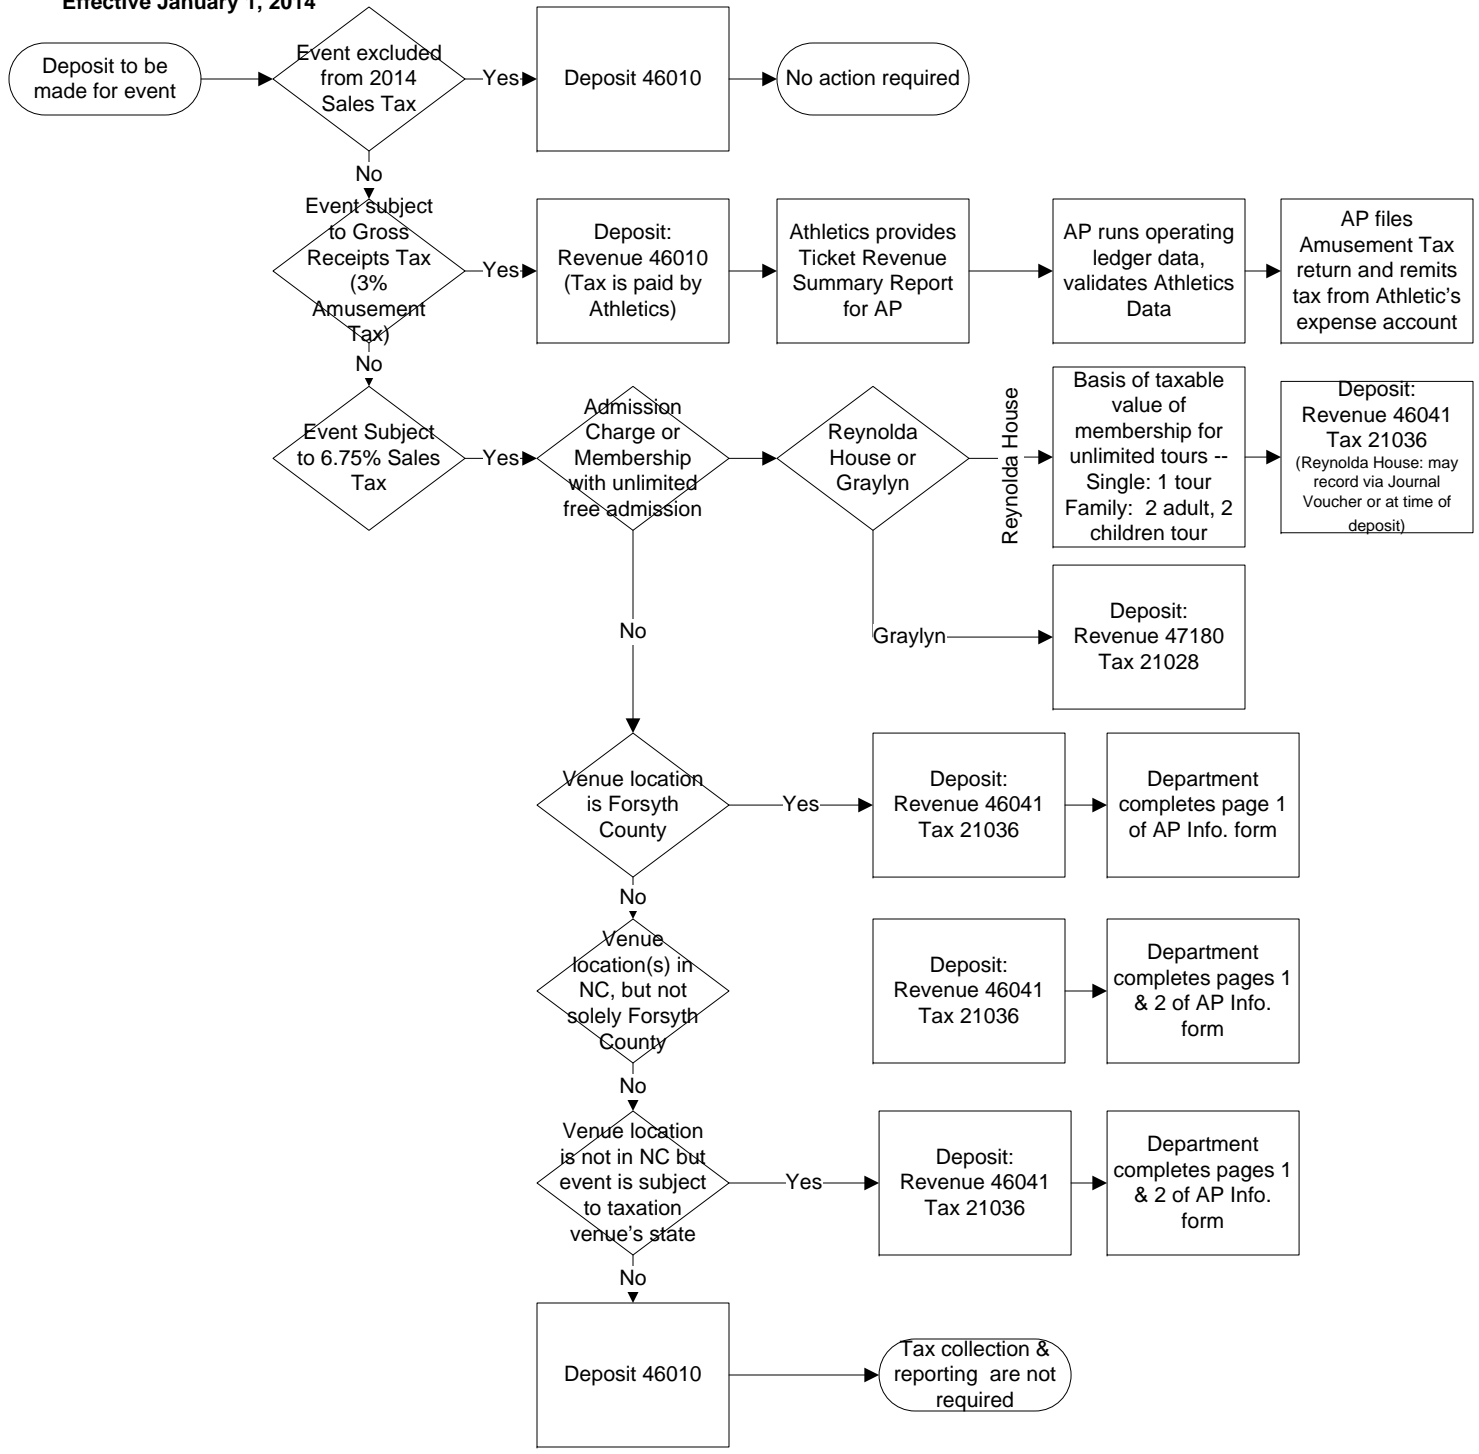 Effective January 1, 2014
Deposit to be
made for event
Event excluded
from 2014
Sales Tax
Yes
Deposit 46010
No action required
No
Event subject
to Gross
Receipts Tax
(3%
Amusement
Tax)
Yes
Deposit:
Revenue 46010
(Tax is paid by
Athletics)
Athletics provides
Ticket Revenue
Summary Report
for AP
AP runs operating
ledger data,
validates Athletics
Data
AP files
Amusement Tax
return and remits
tax from Athletic's
expense account
No
Event Subject
to 6.75% Sales
Tax
Yes
Admission
Charge or
Membership
with unlimited
free admission
Reynolda
House or
Graylyn
Reynolda House
Basis of taxable
value of
membership for
unlimited tours --
Single: 1 tour
Family:  2 adult, 2
children tour
Deposit:
Revenue 46041
Tax 21036
(Reynolda House: may
record via Journal
Voucher or at time of
deposit)
No
Graylyn
Deposit:
Revenue 47180
Tax 21028
Venue location
is Forsyth
County
Yes
Deposit:
Revenue 46041
Tax 21036
Department
completes page 1
of AP Info. form
No
Venue
location(s) in
NC, but not
solely Forsyth
County
Deposit:
Revenue 46041
Tax 21036
Department
completes pages 1
& 2 of AP Info.
form
No
Venue location
is not in NC but
event is subject
to taxation
venue's state
Yes
Deposit:
Revenue 46041
Tax 21036
Department
completes pages 1
& 2 of AP Info.
form
No
Deposit 46010
Tax collection &
reporting  are not
required